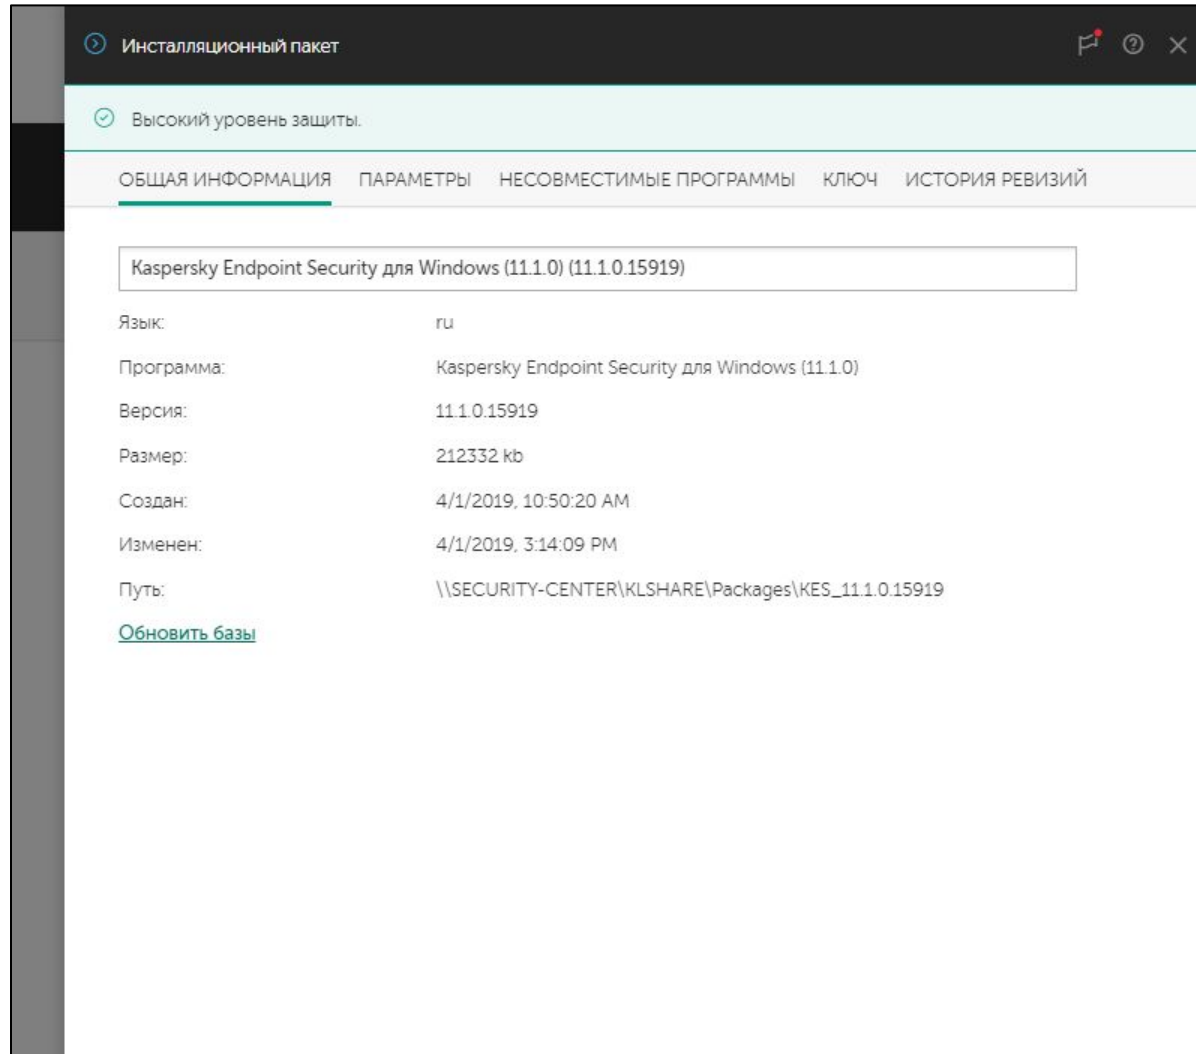 Инсталляционный пакет
Высокий уровень защиты.
ОБЩАЯ ИНФОРМАЦИЯ ПАРАМЕТРЫ НЕСОВМЕСТИМЫЕ ПРОГРАММЫ КЛЮЧ ИСТОРИЯ РЕВИЗИЙ
Kaspersky Endpoint Security для Windows (11.1.0) (11.1.0.15919)
Язык: ru
Программа: Kaspersky Endpoint Security для Windows (11.1.0)
Версия: 11.1.0.15919
Размер: 212332 kb
Создан: 4/1/2019, 10:50:20 AM
Изменен: 4/1/2019, 3:14:09 PM
Путь: \\SECURITY-CENTER\KLSHARE\Packages\KES_11.1.0.15919
Обновить базы